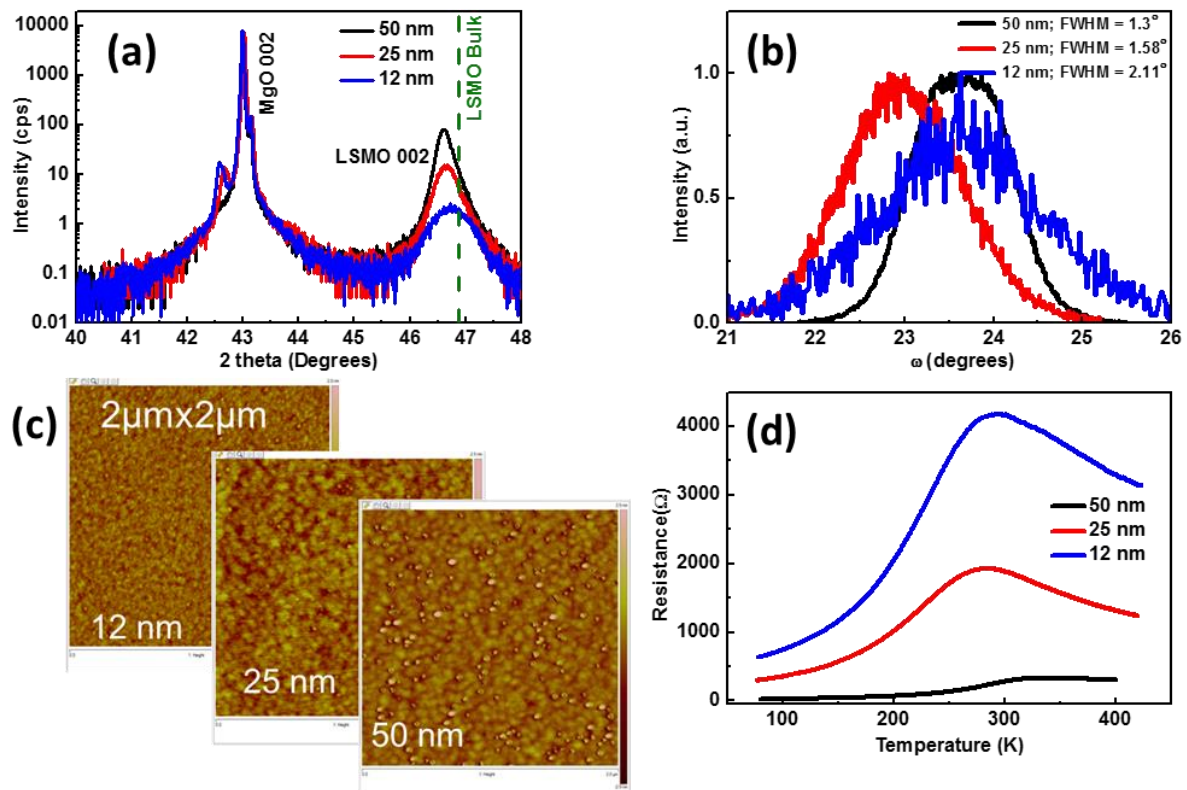 (a)
50 nm
25 nm
12 nm
MgO 002
LSMO Bulk
LSMO 002
Intensity (cps)
10000
1000
100
10
1
0.1
0.01
40 41 42 43 44 45 46 47 48
2 theta (Degrees)
(b)
50 nm; FWHM = 1.3°
25 nm; FWHM = 1.58°
12 nm; FWHM = 2.11°
Intensity (a.u.)
1.0
0.5
0.0
21 22 23 24 25 26
ω (degrees)
(c)
2µmx2µm
12 nm
25 nm
50 nm
(d)
50 nm
25 nm
12 nm
Resistance(Ω)
4000
3000
2000
1000
0
100 200 300 400
Temperature (K)